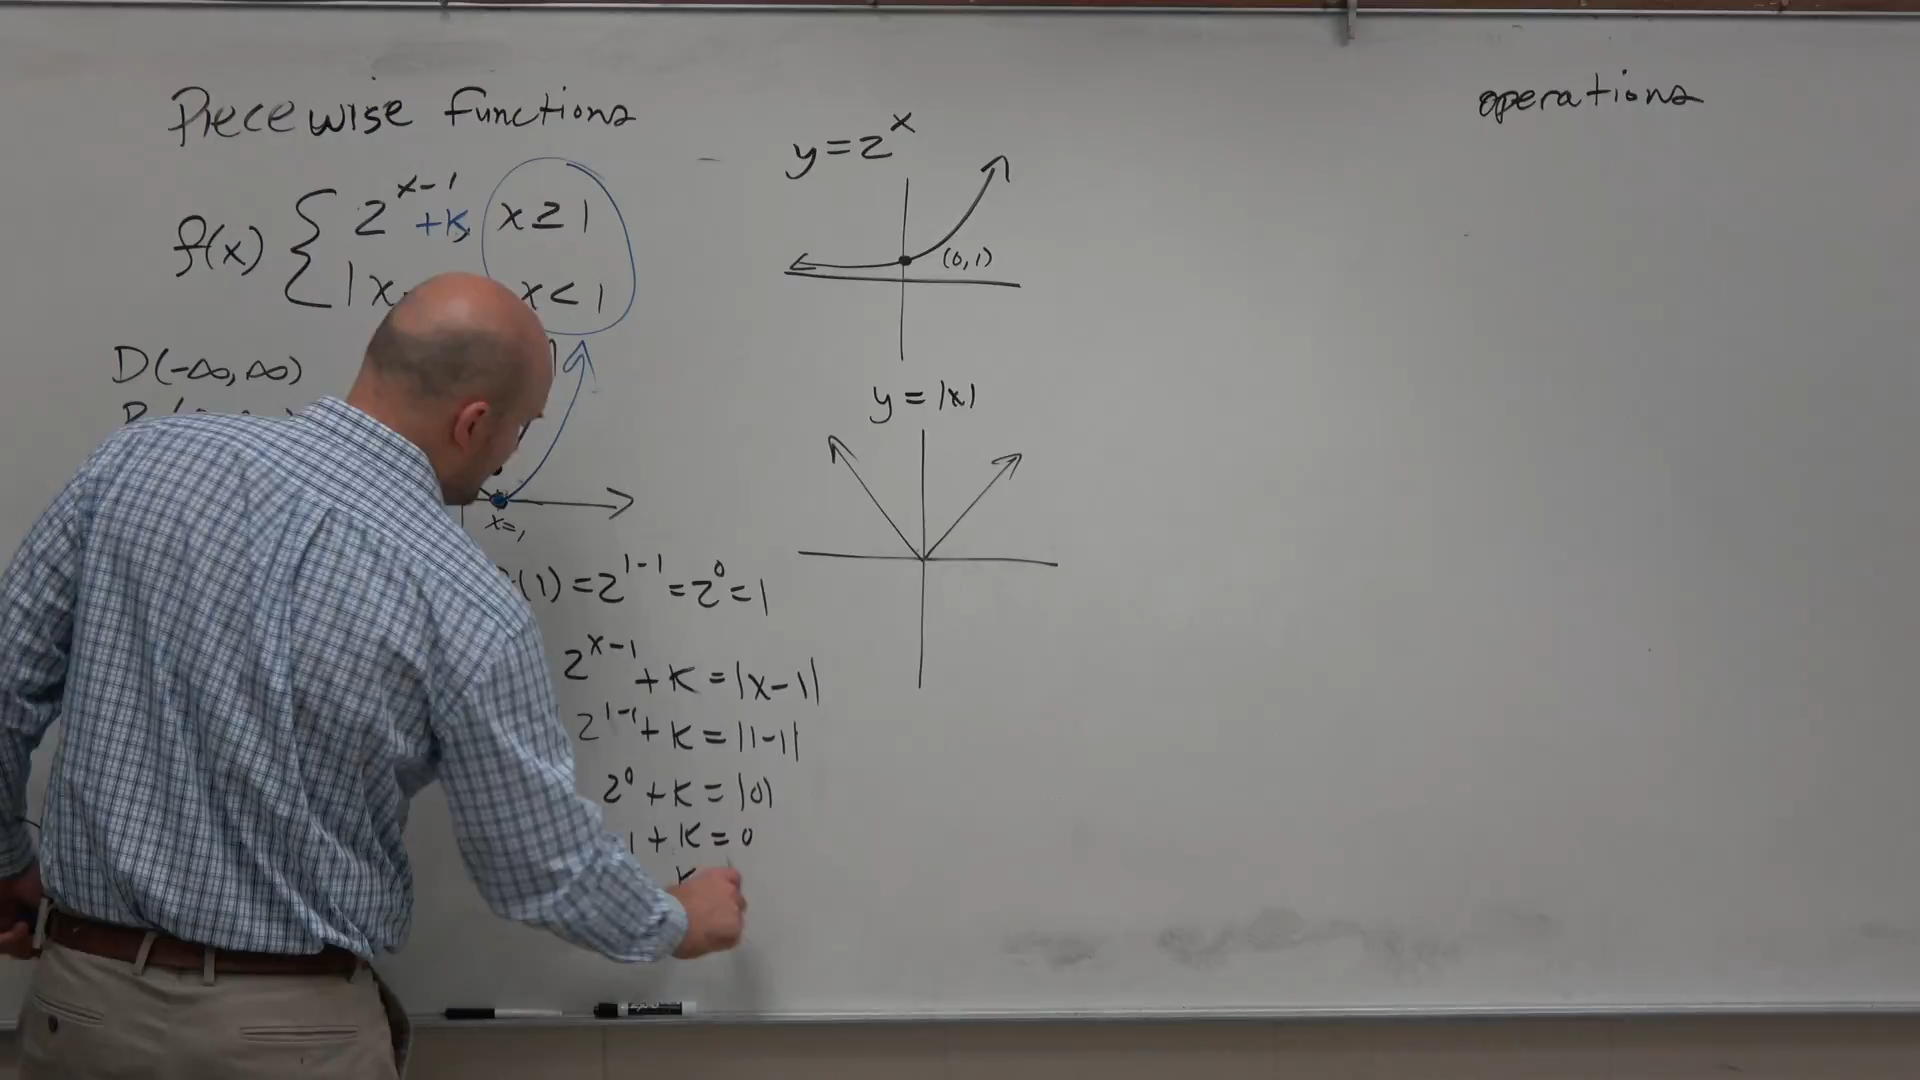 Piecewise functions
f(x) { 2^{x-1} +K, x ≥ 1
|x- x < 1
D(-∞,∞)
x=1
(1) = 2^{1-1} = 2^0 = 1
2^{x-1} + K = |x-1|
2^{1-1} + K = |1-1|
2^0 + K = |0|
1 + K = 0
K
y=2^x
(0,1)
y = |x|
operations